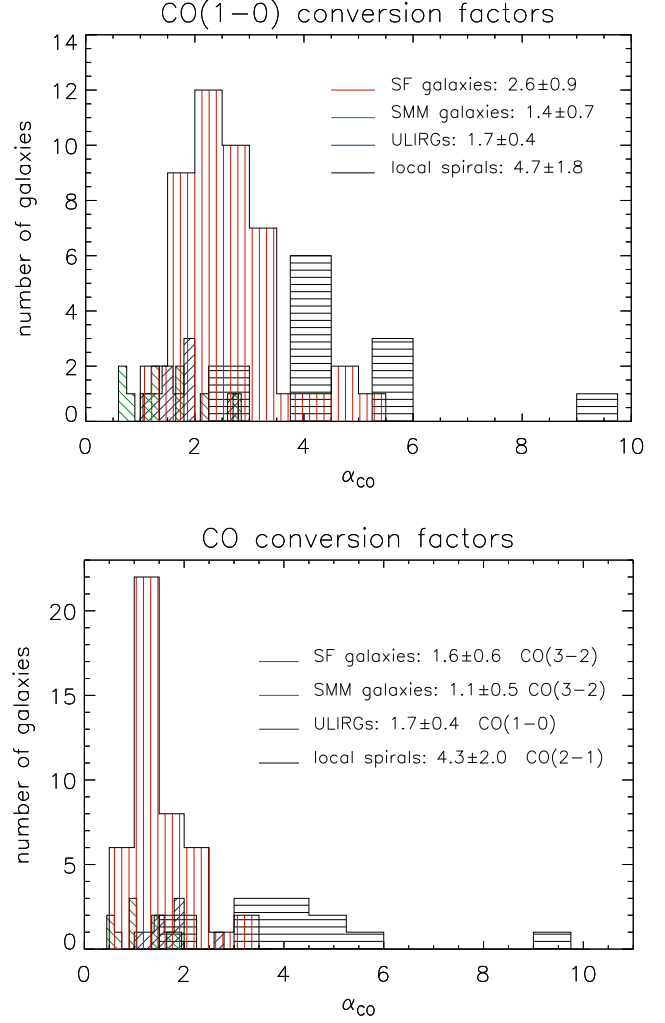 CO(1−0) conversion factors
14
12
10
8
6
4
2
0
number of galaxies
SF galaxies: 2.6±0.9
SMM galaxies: 1.4±0.7
ULIRGs: 1.7±0.4
local spirals: 4.7±1.8
0 2 4 6 8 10
αCO
CO conversion factors
20
15
10
5
0
number of galaxies
SF galaxies: 1.6±0.6 CO(3−2)
SMM galaxies: 1.1±0.5 CO(3−2)
ULIRGs: 1.7±0.4 CO(1−0)
local spirals: 4.3±2.0 CO(2−1)
0 2 4 6 8 10
αCO